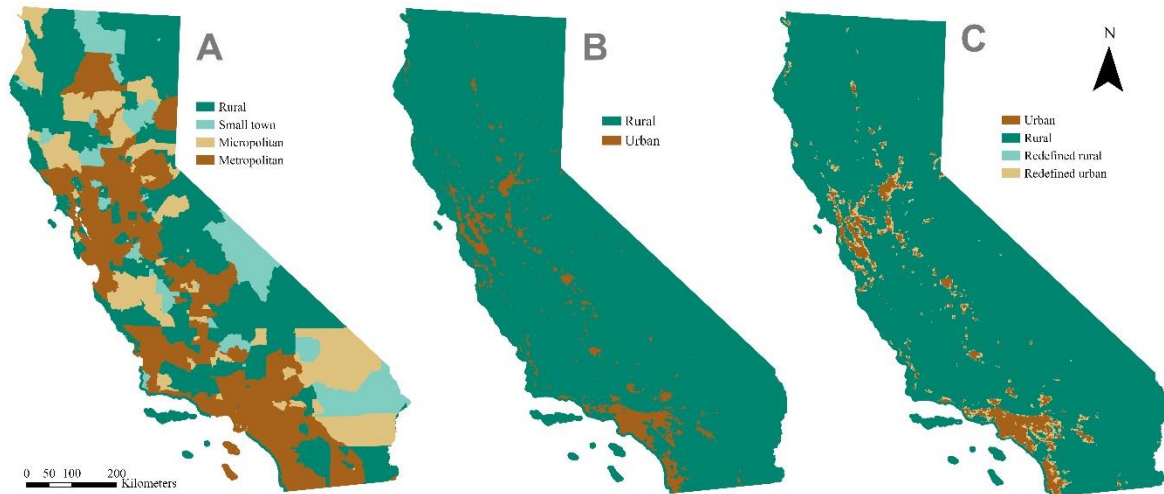 A
Rural
Small town
Micropolitan
Metropolitan
0 50 100 200
Kilometers
B
Rural
Urban
C
N
Urban
Rural
Redefined rural
Redefined urban